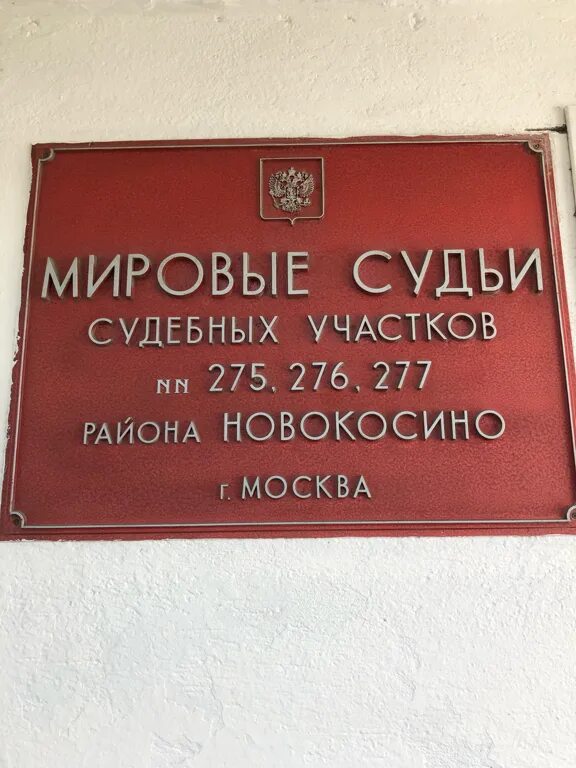 МИРОВЫЕ СУДЬИ
СУДЕБНЫХ УЧАСТКОВ
NN 275, 276, 277
РАЙОНА НОВОКОСИНО
г. МОСКВА